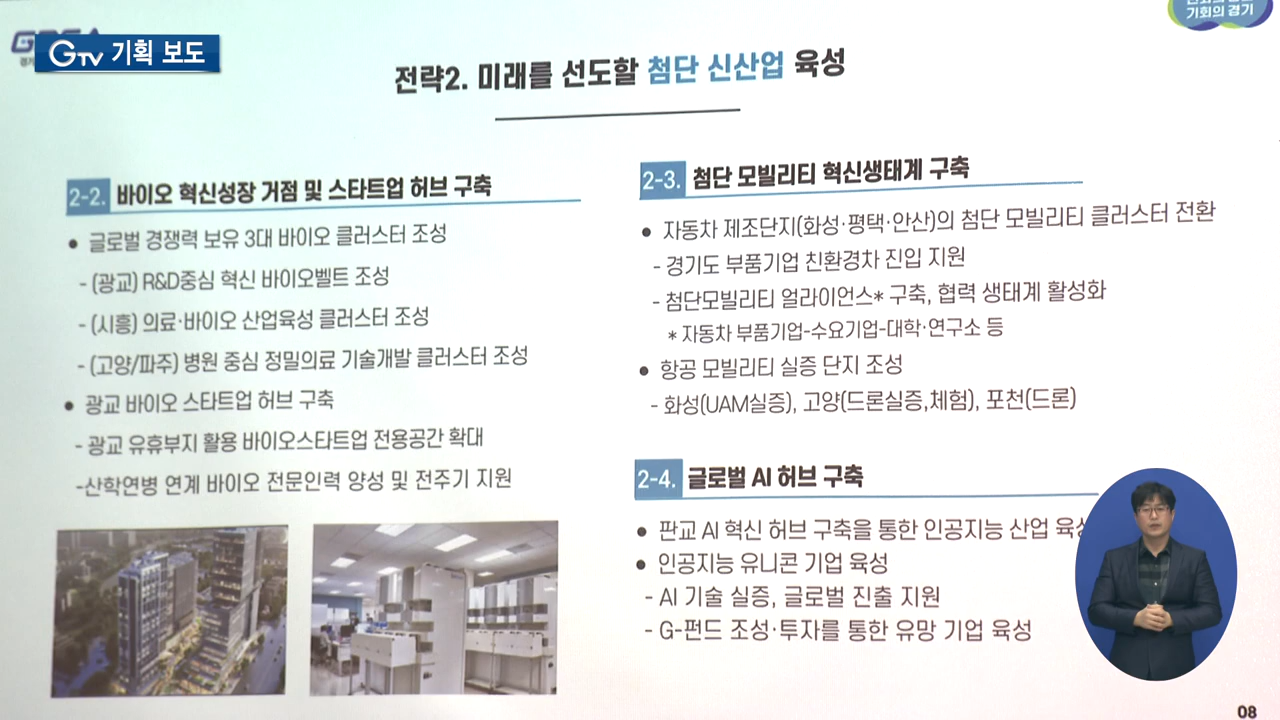 GTV 기획 보도
기회의 경기
전략2. 미래를 선도할 첨단 신산업 육성
2-2. 바이오 혁신성장 거점 및 스타트업 허브 구축
● 글로벌 경쟁력 보유 3대 바이오 클러스터 조성
- (광교) R&D중심 혁신 바이오벨트 조성
- (시흥) 의료·바이오 산업육성 클러스터 조성
- (고양/파주) 병원 중심 정밀의료 기술개발 클러스터 조성
● 광교 바이오 스타트업 허브 구축
- 광교 유휴부지 활용 바이오스타트업 전용공간 확대
-산학연병 연계 바이오 전문인력 양성 및 전주기 지원
2-3. 첨단 모빌리티 혁신생태계 구축
● 자동차 제조단지(화성·평택·안산)의 첨단 모빌리티 클러스터 전환
- 경기도 부품기업 친환경차 진입 지원
- 첨단모빌리티 얼라이언스* 구축, 협력 생태계 활성화
* 자동차 부품기업-수요기업-대학·연구소 등
● 항공 모빌리티 실증 단지 조성
- 화성(UAM실증), 고양(드론실증,체험), 포천(드론)
2-4. 글로벌 AI 허브 구축
● 판교 AI 혁신 허브 구축을 통한 인공지능 산업
● 인공지능 유니콘 기업 육성
- AI 기술 실증, 글로벌 진출 지원
- G-펀드 조성·투자를 통한 유망 기업 육성
08